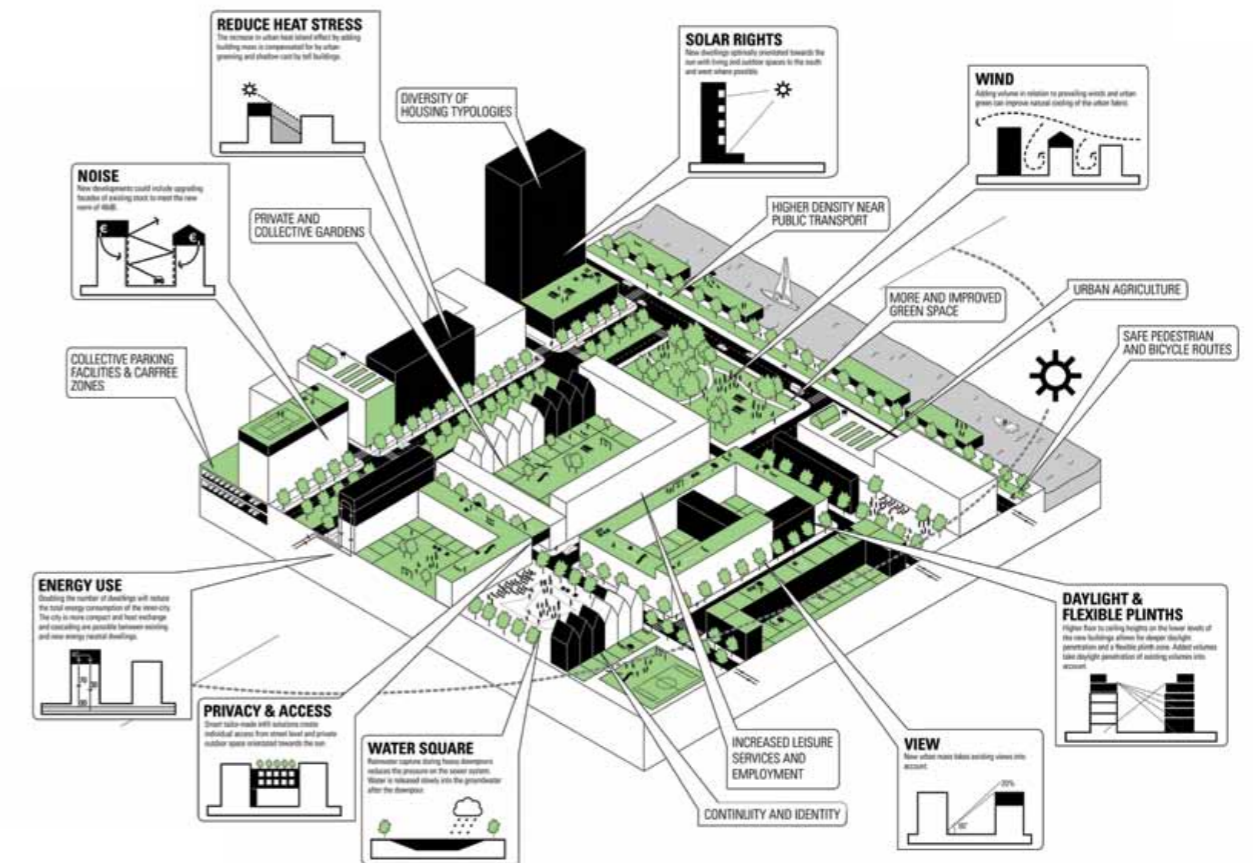 REDUCE HEAT STRESS
The increase in urban heat island effect by adding
building mass is compensated for by urban
greening and shadow cast by tall buildings.
SOLAR RIGHTS
New dwellings optimally orientated towards the
sun with living and outdoor spaces to the south
and west where possible.
WIND
Adding volume in relation to prevailing winds and urban
green can improve natural cooling of the urban fabric.
DIVERSITY OF
HOUSING TYPOLOGIES
NOISE
New developments could include upgrading
facades of existing stock to meet the new
norm of
€
€
PRIVATE AND
COLLECTIVE GARDENS
HIGHER DENSITY NEAR
PUBLIC TRANSPORT
MORE AND IMPROVED
GREEN SPACE
URBAN AGRICULTURE
SAFE PEDESTRIAN
AND BICYCLE ROUTES
COLLECTIVE PARKING
FACILITIES & CARFREE
ZONES
ENERGY USE
Doubling the number of dwellings will reduce
the total energy consumption of the inner-city.
The city is more compact and heat exchange
and cascading are possible between existing
and new energy neutral dwellings.
DAYLIGHT &
FLEXIBLE PLINTHS
Higher floor to ceiling heights on the lower levels of
the new buildings allows for deeper daylight
penetration and a flexible plinth zone. Added volumes
take daylight penetration of existing volumes into
account.
PRIVACY & ACCESS
Smart tailor-made infill solutions create
individual access from street level and private
outdoor space orientated towards the sun.
WATER SQUARE
Rainwater capture during heavy downpours
reduces the pressure on the sewer system.
Water is released slowly into the groundwater
after the downpour.
INCREASED LEISURE
SERVICES AND
EMPLOYMENT
CONTINUITY AND IDENTITY
VIEW
New urban mass takes existing views into
account.
20%